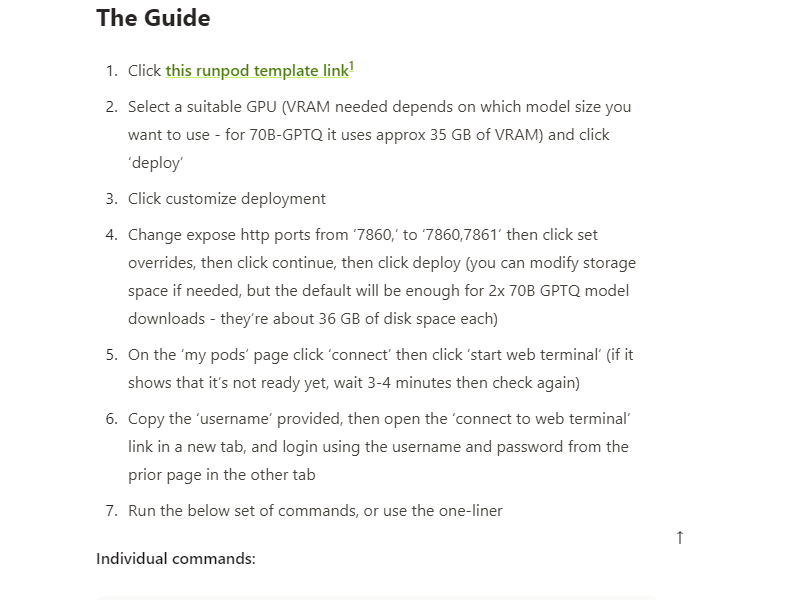 The Guide
1. Click this runpod template link1
2. Select a suitable GPU (VRAM needed depends on which model size you
want to use - for 70B-GPTQ it uses approx 35 GB of VRAM) and click
‘deploy’
3. Click customize deployment
4. Change expose http ports from ‘7860,’ to ‘7860,7861’ then click set
overrides, then click continue, then click deploy (you can modify storage
space if needed, but the default will be enough for 2x 70B GPTQ model
downloads - they’re about 36 GB of disk space each)
5. On the ‘my pods’ page click ‘connect’ then click ‘start web terminal’ (if it
shows that it’s not ready yet, wait 3-4 minutes then check again)
6. Copy the ‘username’ provided, then open the ‘connect to web terminal’
link in a new tab, and login using the username and password from the
prior page in the other tab
7. Run the below set of commands, or use the one-liner
↑
Individual commands: